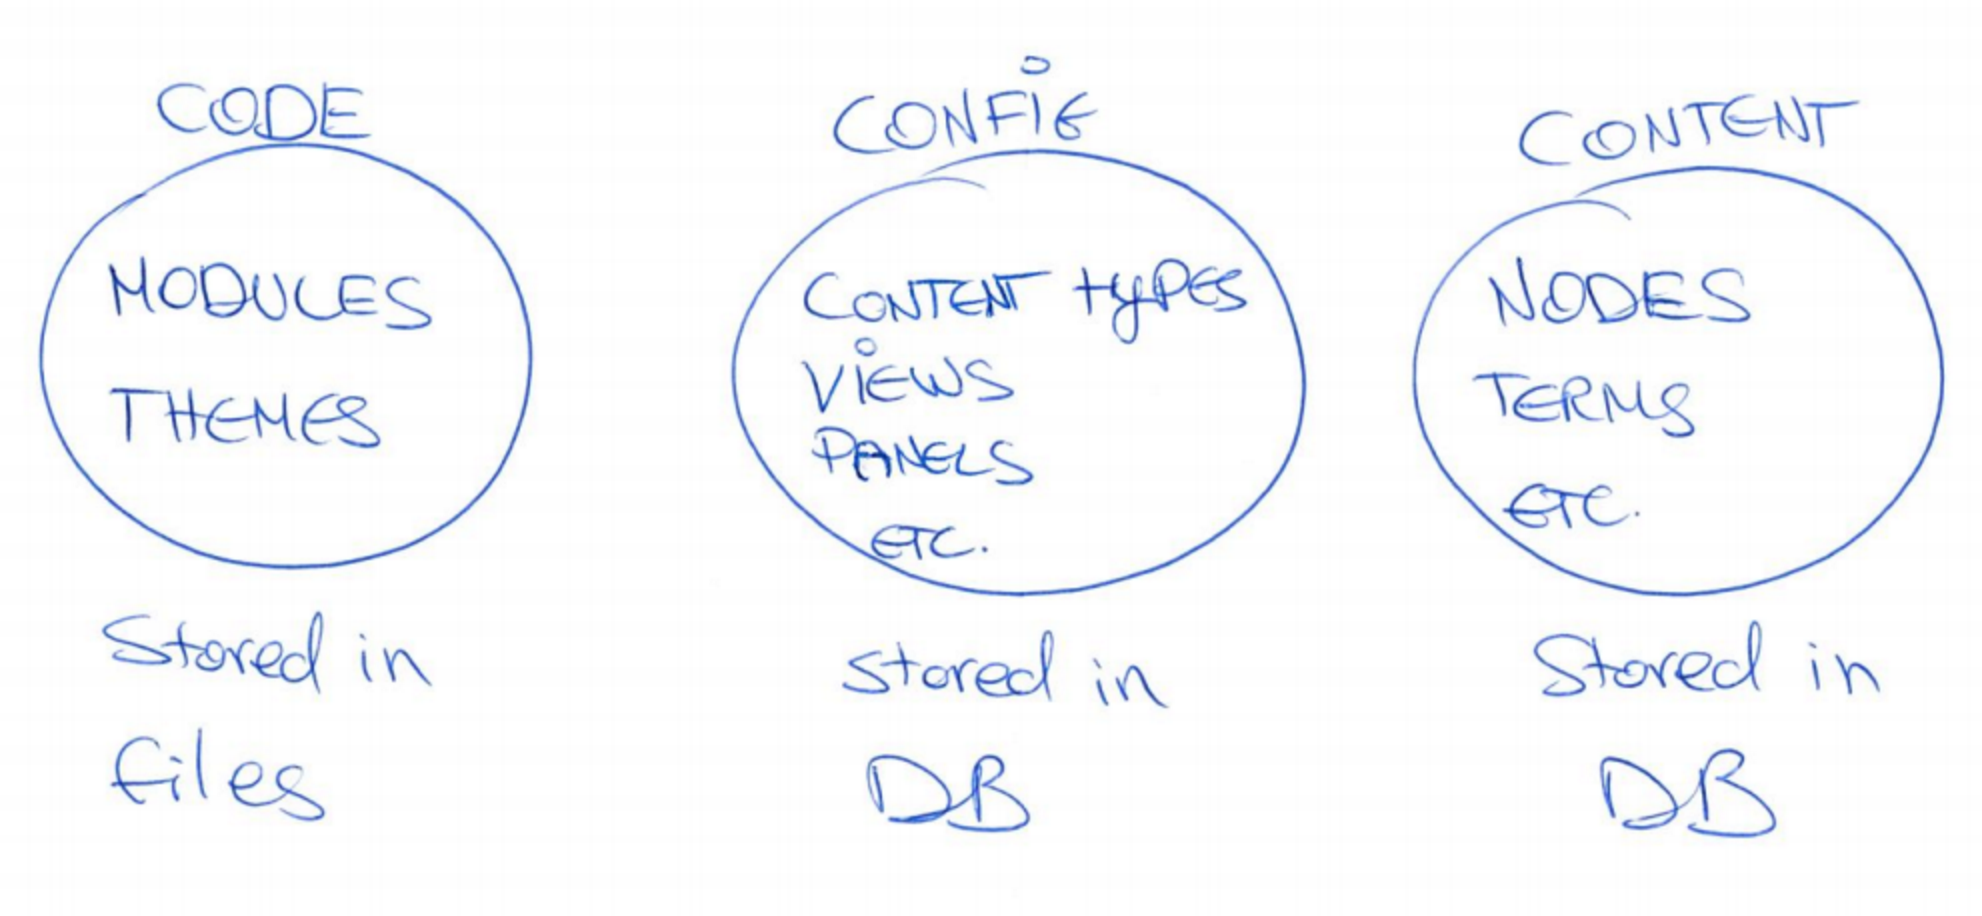 CODE
MODULES
THEMES
Stored in
files
CONFIG
CONTENT TYPES
VIEWS
PANELS
ETC.
Stored in
DB
CONTENT
NODES
TERMS
ETC.
Stored in
DB